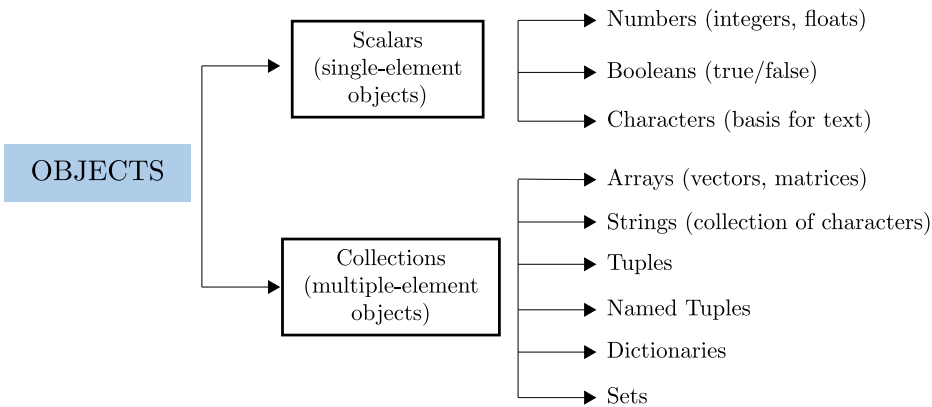 OBJECTS
Scalars
(single-element
objects)
Numbers (integers, floats)
Booleans (true/false)
Characters (basis for text)
Collections
(multiple-element
objects)
Arrays (vectors, matrices)
Strings (collection of characters)
Tuples
Named Tuples
Dictionaries
Sets